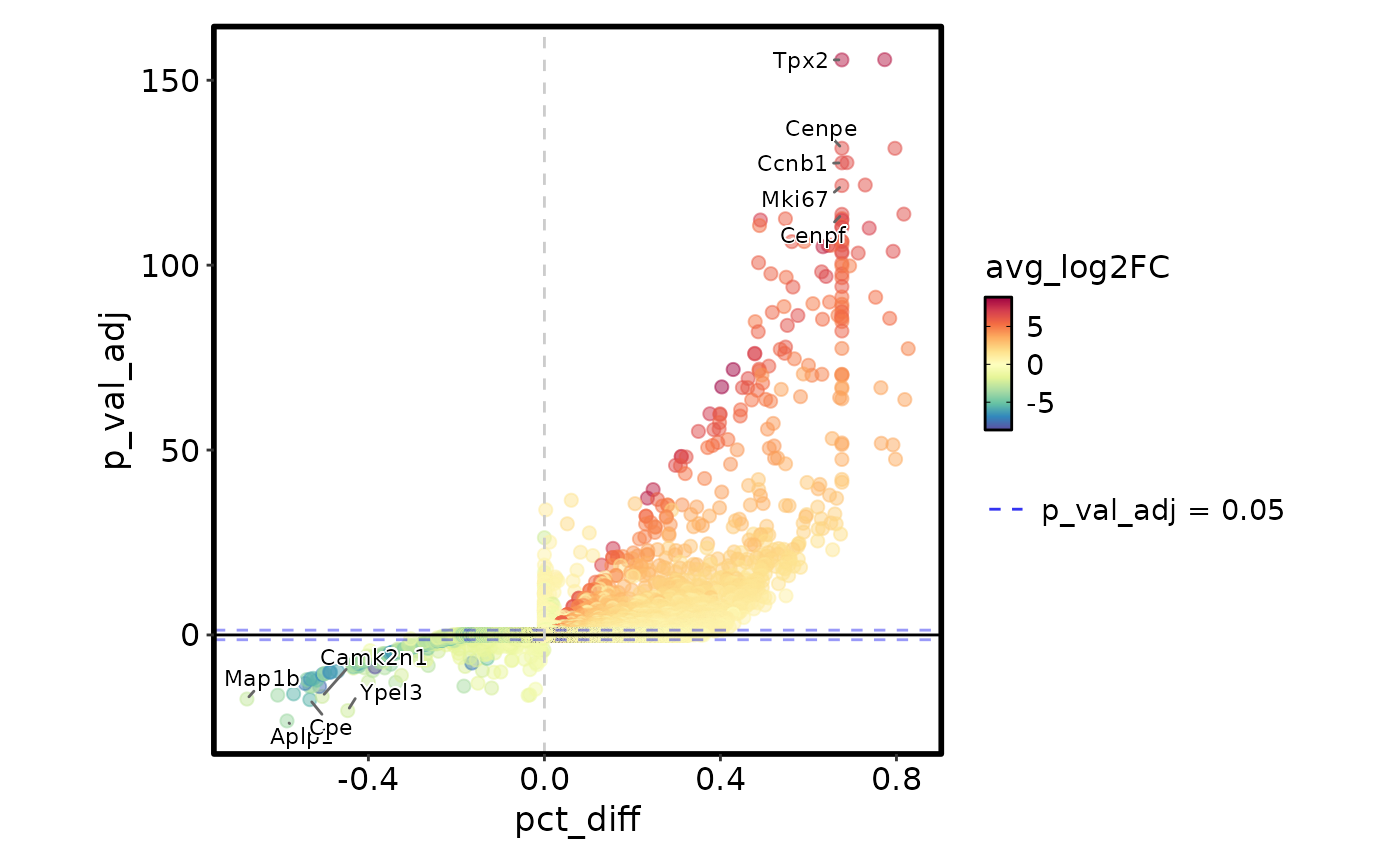 Tpx2
150
Cenpe
Ccnb1
Mki67
Cenpf
100
p_val_adj
50
0
Camk2n1
Map1b
Ypel3
Cpe
-0.4
0.0
0.4
0.8
pct_diff
avg_log2FC
5
0
-5
p_val_adj = 0.05